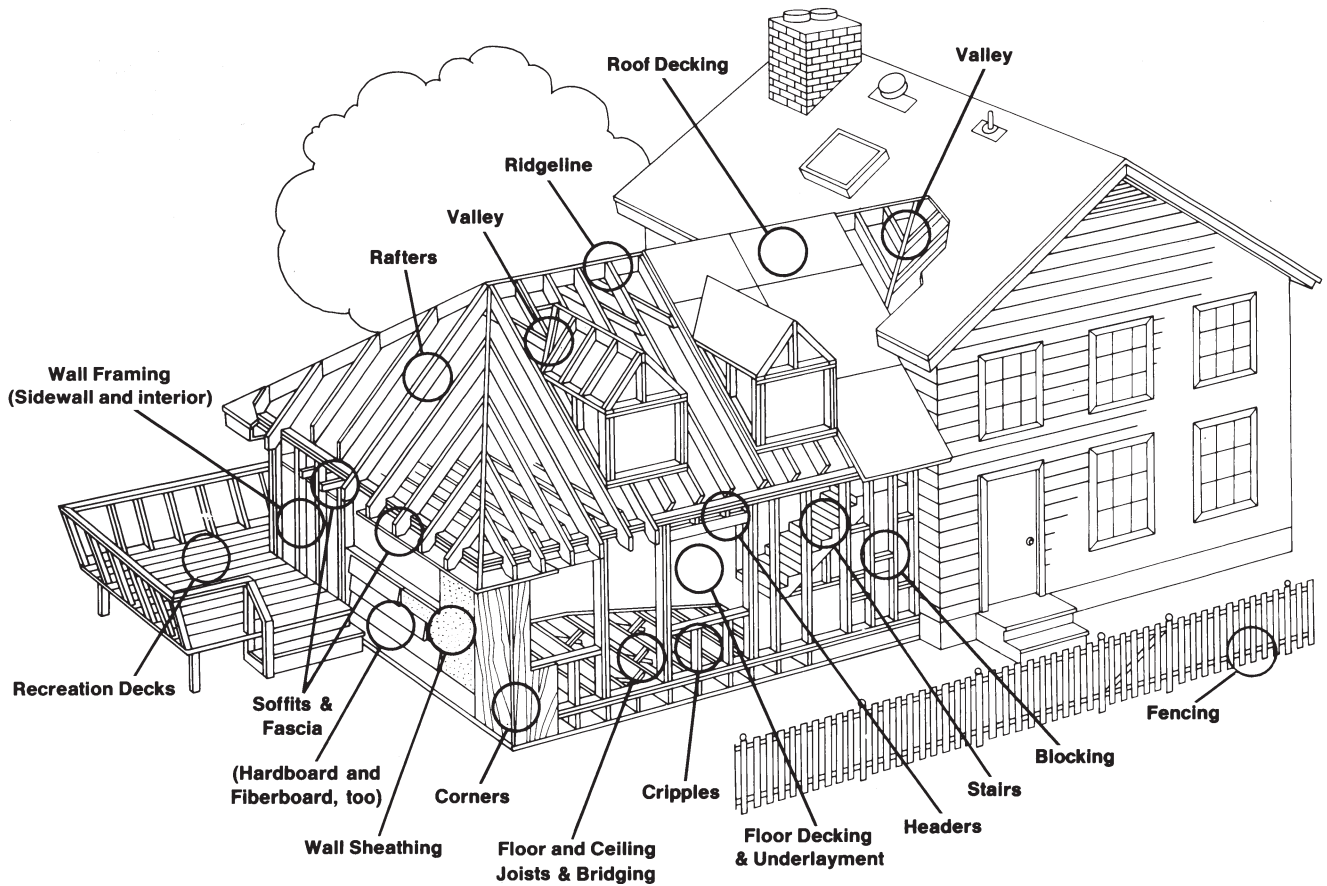 Roof Decking
Valley
Ridgeline
Valley
Rafters
Wall Framing
(Sidewall and interior)
Recreation Decks
Soffits &
Fascia
(Hardboard and
Fiberboard, too)
Wall Sheathing
Corners
Floor and Ceiling
Joists & Bridging
Cripples
Floor Decking
& Underlayment
Headers
Stairs
Blocking
Fencing